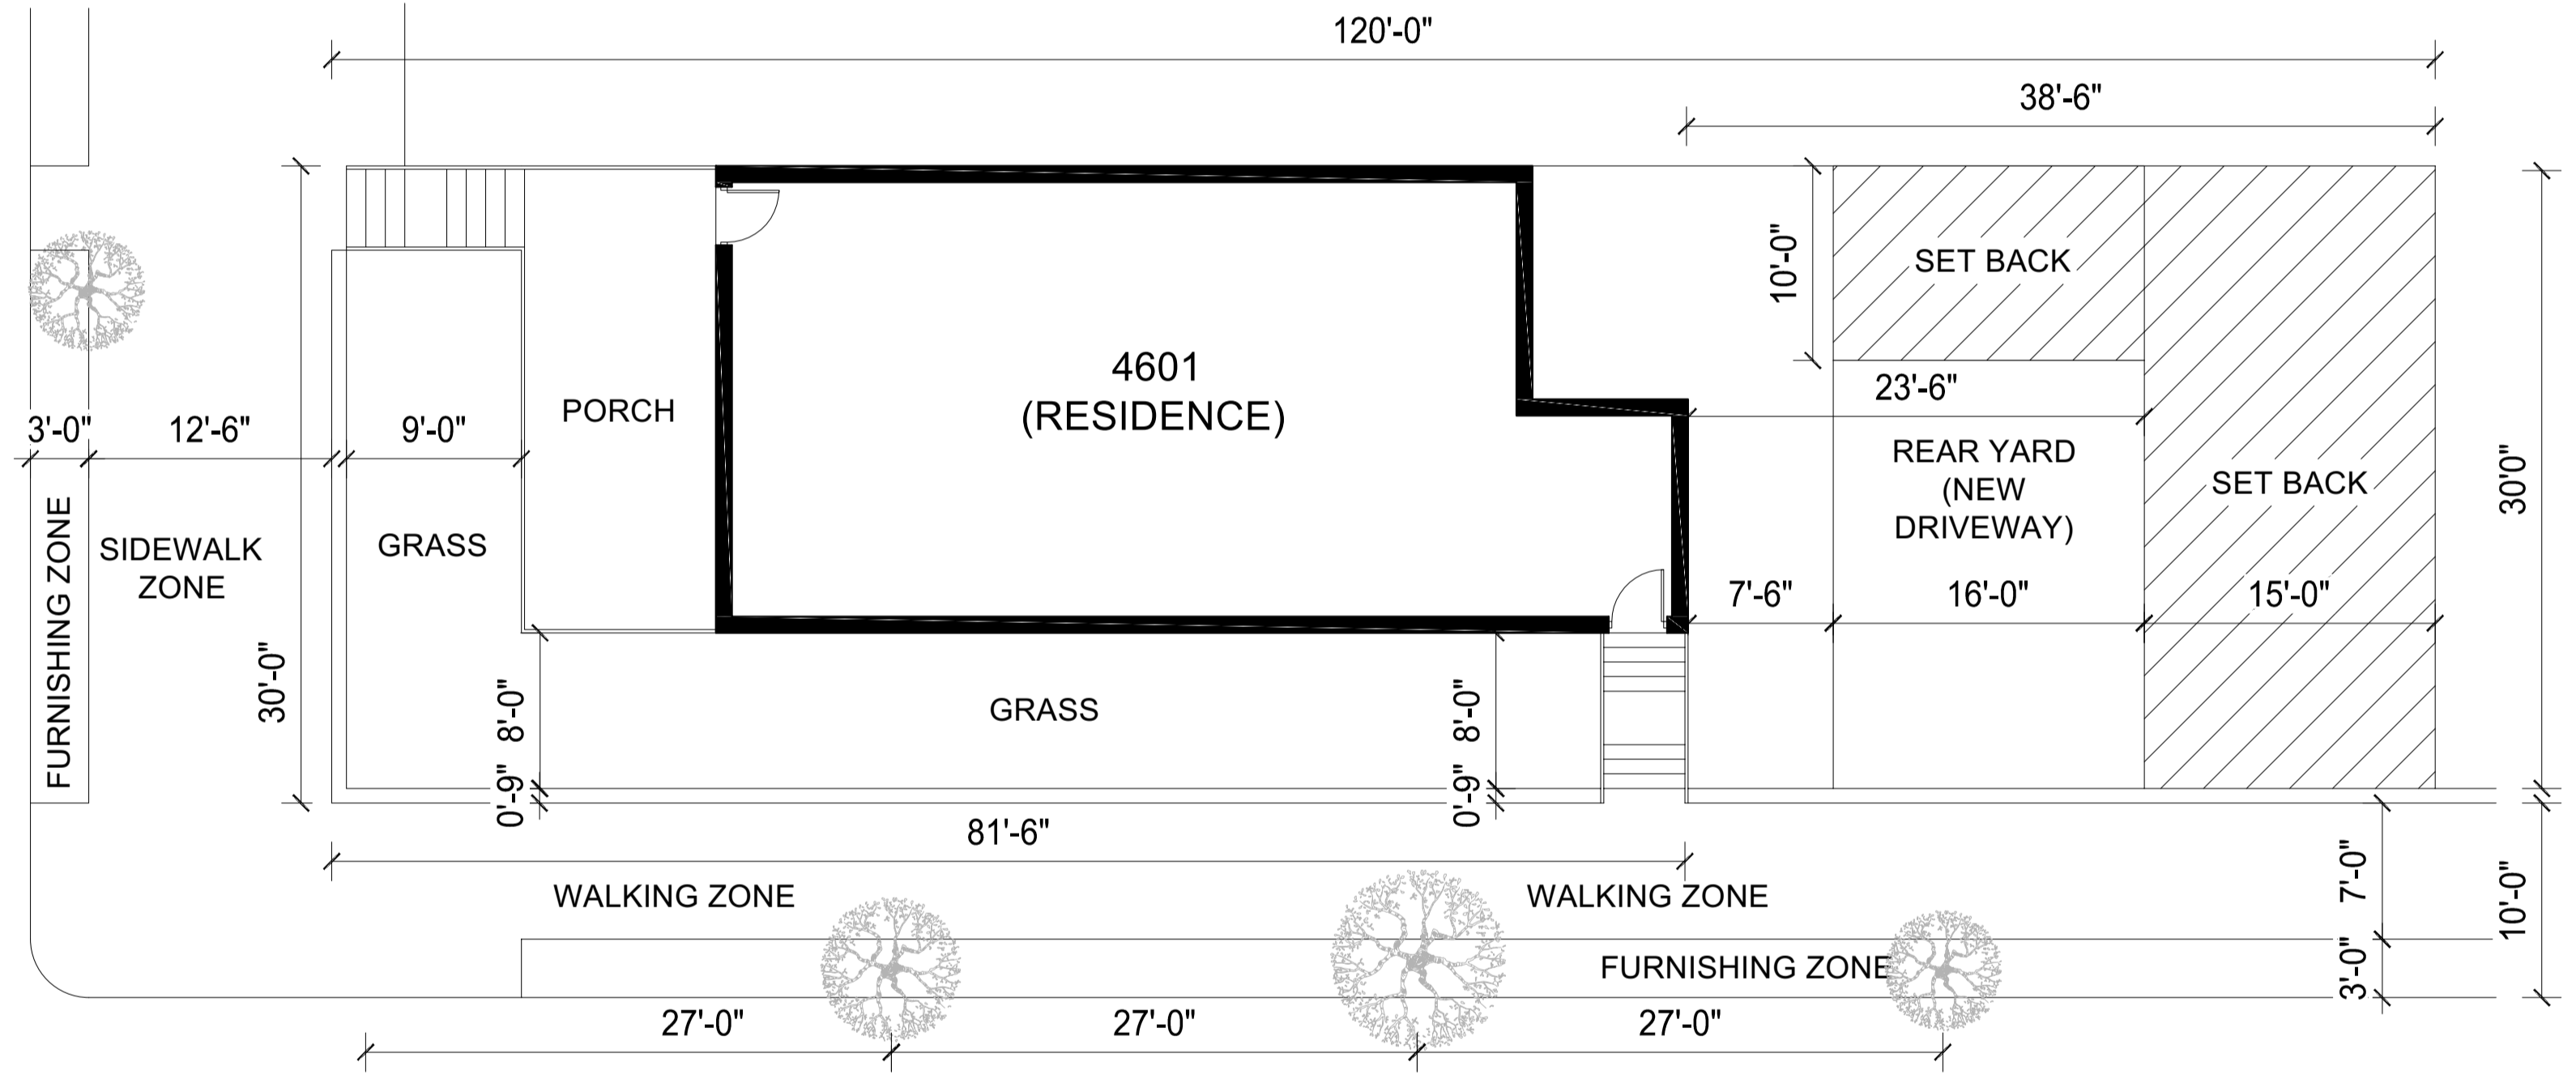 120'-0"
38'-6"
10'-0"
SET BACK
4601
(RESIDENCE)
23'-6"
3'-0"
12'-6"
9'-0"
PORCH
REAR YARD
(NEW
DRIVEWAY)
SET BACK
30'0"
FURNISHING ZONE
SIDEWALK
ZONE
GRASS
7'-6"
16'-0"
15'-0"
30'-0"
8'-0"
0'-9"
GRASS
8'-0"
0'-9"
81'-6"
WALKING ZONE
WALKING ZONE
7'-0"
10'-0"
FURNISHING ZONE
3'-0"
27'-0"
27'-0"
27'-0"